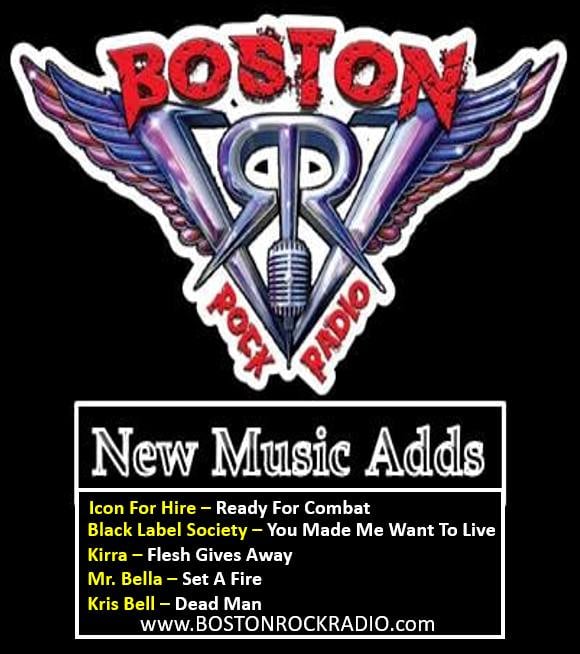 BOSTON
RR
ROCK RADIO
New Music Adds
Icon For Hire – Ready For Combat
Black Label Society – You Made Me Want To Live
Kirra – Flesh Gives Away
Mr. Bella – Set A Fire
Kris Bell – Dead Man
www.BOSTONROCKRADIO.com